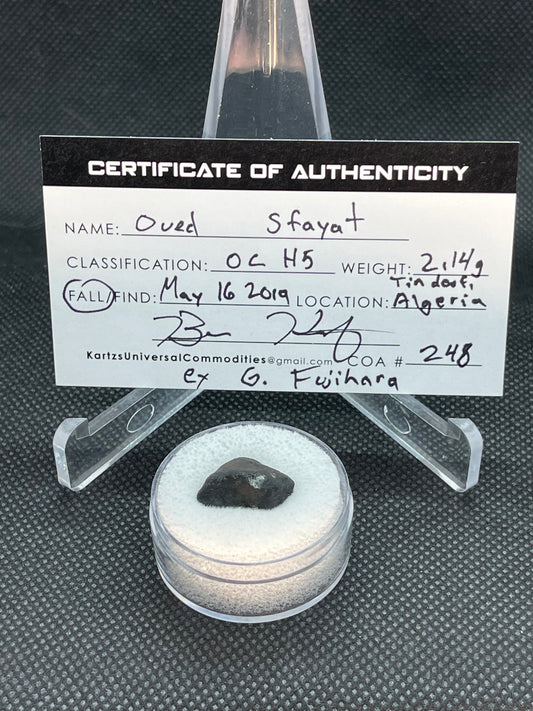 CERTIFICATE OF AUTHENTICITY
NAME: Oued Sfayat
CLASSIFICATION: OC H5 WEIGHT: 2.14g
Tindouf,
FALL/FIND: May 16 2019 LOCATION: Algeria
KartzsUniversalCommodities@gmail.com COA # 248
ex G. Fujihara